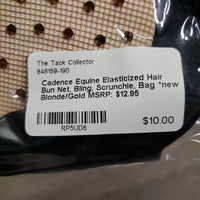 The Tack Collector
846159-190
Cadence Equine Elasticized Hair
Bun Net, Bling, Scrunchie, Bag *new
Blonde/Gold MSRP: $12.95
RP5UD6
$10.00